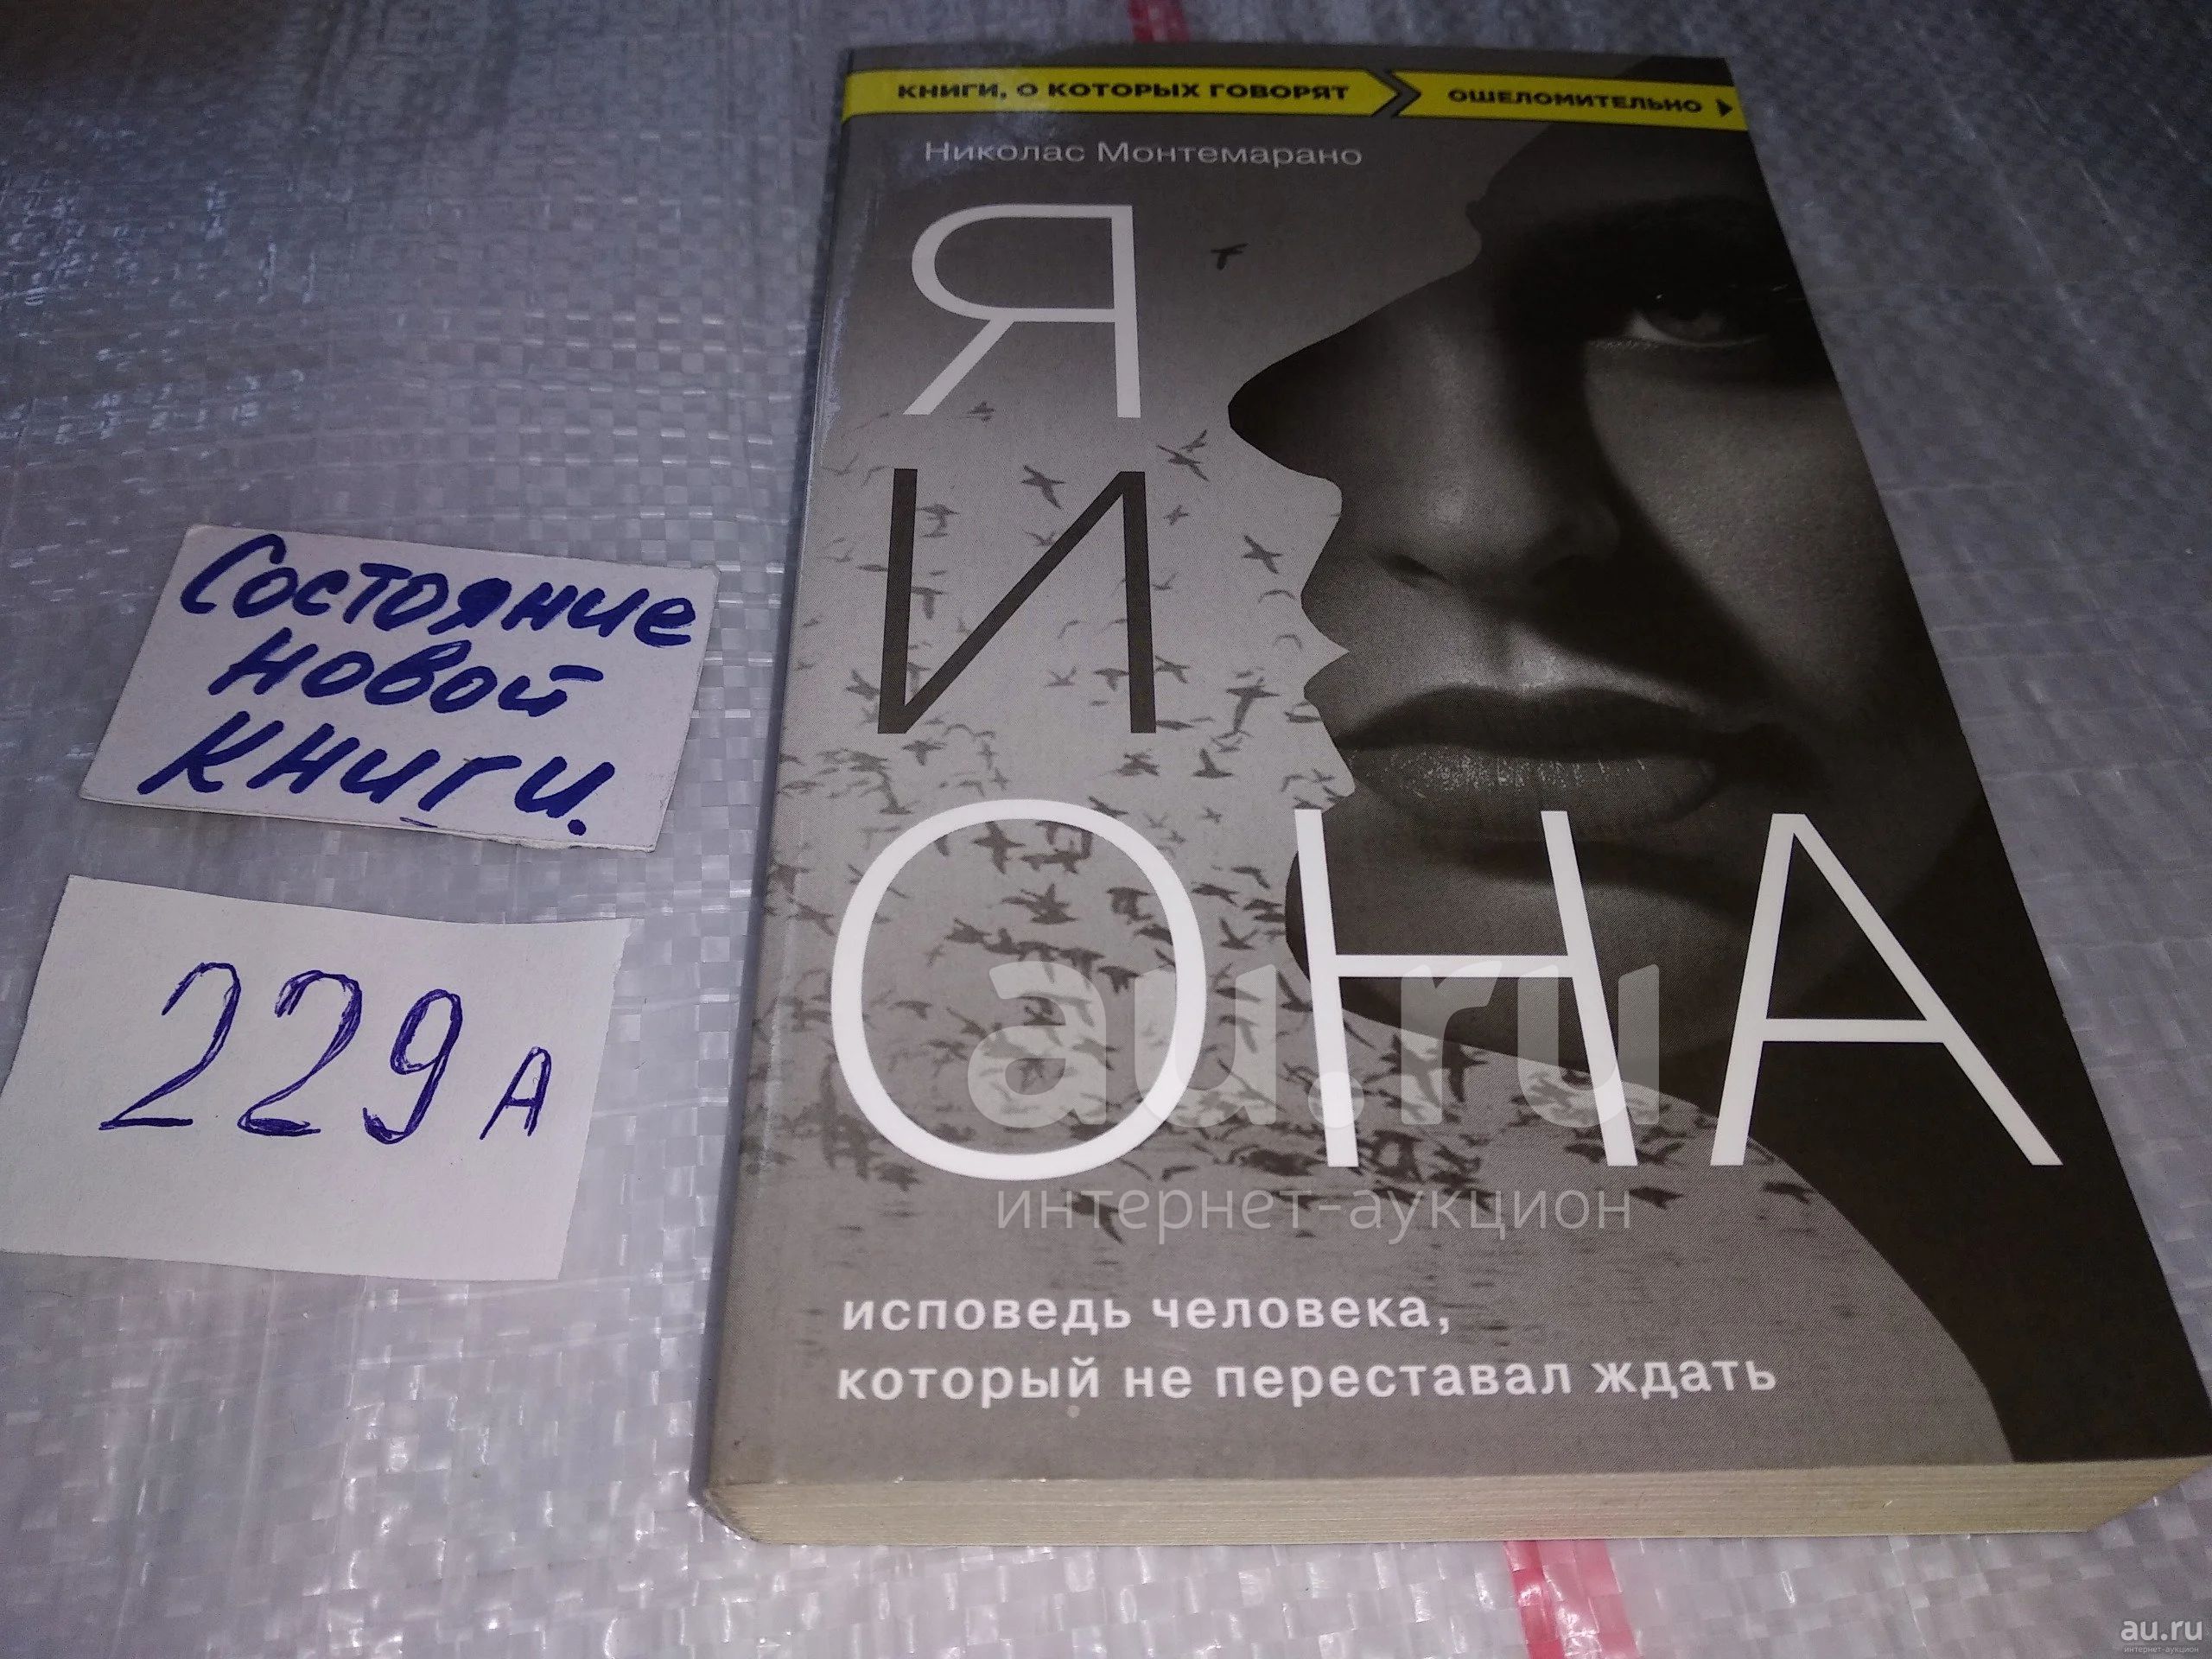 КНИГИ, О КОТОРЫХ ГОВОРЯТ
ОШЕЛОМИТЕЛЬНО
Николас Монтемарано
Я
И
ОНА
исповедь человека,
который не переставал ждать
Состояние
новой
книги.
229А
au.ru
интернет-аукцион
au.ru
интернет-аукцион